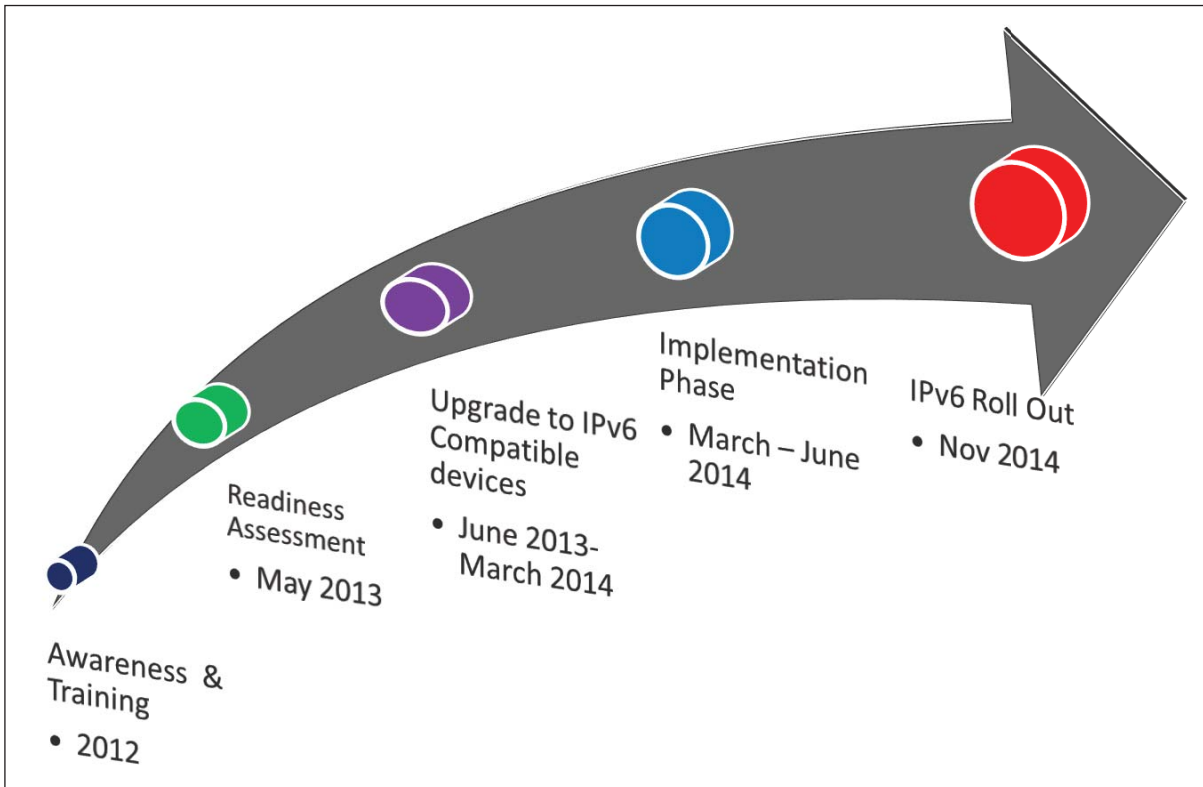 Awareness & 
Training
• 2012
Readiness
Assessment
• May 2013
Upgrade to IPv6
Compatible
devices
• June 2013-
March 2014
Implementation
Phase
• March – June
2014
IPv6 Roll Out
• Nov 2014